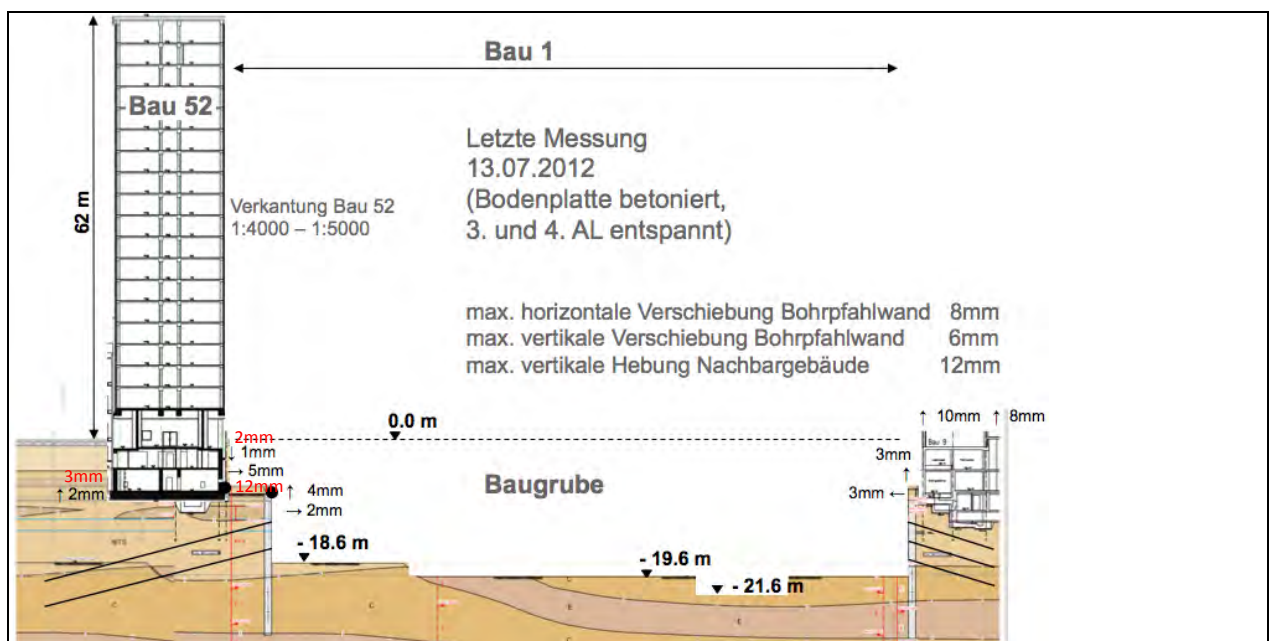 Bau 1
Bau 52
62 m
Letzte Messung
13.07.2012
(Bodenplatte betoniert,
3. und 4. AL entspannt)
Verkantung Bau 52
1:4000 – 1:5000
max. horizontale Verschiebung Bohrpfahlwand 8mm
max. vertikale Verschiebung Bohrpfahlwand 6mm
max. vertikale Hebung Nachbargebäude 12mm
0.0 m
↑ 10mm ↑ 8mm
Bau 9
2mm
↓ 1mm
→ 5mm
3mm
↑ 2mm
12mm
↑ 4mm
→ 2mm
Baugrube
3mm ↑
3mm ←
- 18.6 m
- 19.6 m
- 21.6 m